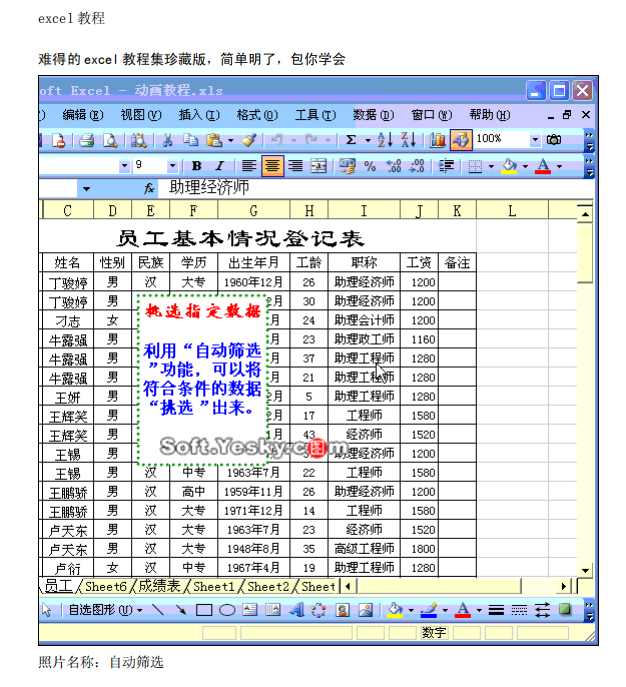 excel 教程
难得的 excel 教程集珍藏版，简单明了，包你学会
oft Excel - 动画教程.xls
) 编辑(E) 视图(V) 插入(I) 格式(O) 工具(T) 数据(D) 窗口(W) 帮助(H)
Σ 100%
9 B I %
fx 助理经济师
C D E F G H I J K L
员工基本情况登记表
姓名 性别 民族 学历 出生年月 工龄 职称 工资 备注
丁骏婷 男 汉 大专 1960年12月 26 助理经济师 1200
丁骏婷 男 2月 30 助理经济师 1200
刁志 女 月 24 助理会计师 1200
牛露强 男 月 23 助理政工师 1160
牛露强 男 月 37 助理工程师 1280
牛露强 男 月 21 助理工程师 1280
王妍 男 2月 5 助理工程师 1280
王辉笑 男 2月 17 工程师 1580
王辉笑 男 1月 43 经济师 1520
王锡 男 月 12 助理经济师 1200
王锡 男 汉 中专 1963年7月 22 工程师 1580
王鹏骄 男 汉 高中 1959年11月 26 助理经济师 1200
王鹏骄 男 汉 大专 1971年12月 14 工程师 1580
卢天东 男 汉 大专 1963年7月 23 经济师 1520
卢天东 男 汉 大专 1948年8月 35 高级工程师 1800
卢衍 女 汉 中专 1967年4月 19 助理工程师 1280
挑选指定数据
利用“自动筛选
”功能，可以将
符合条件的数据
“挑选”出来。
Soft.Yesky.c图m
员工 Sheet6 成绩表 Sheet1 Sheet2 Sheet
自选图形(U) A
数字
照片名称：自动筛选